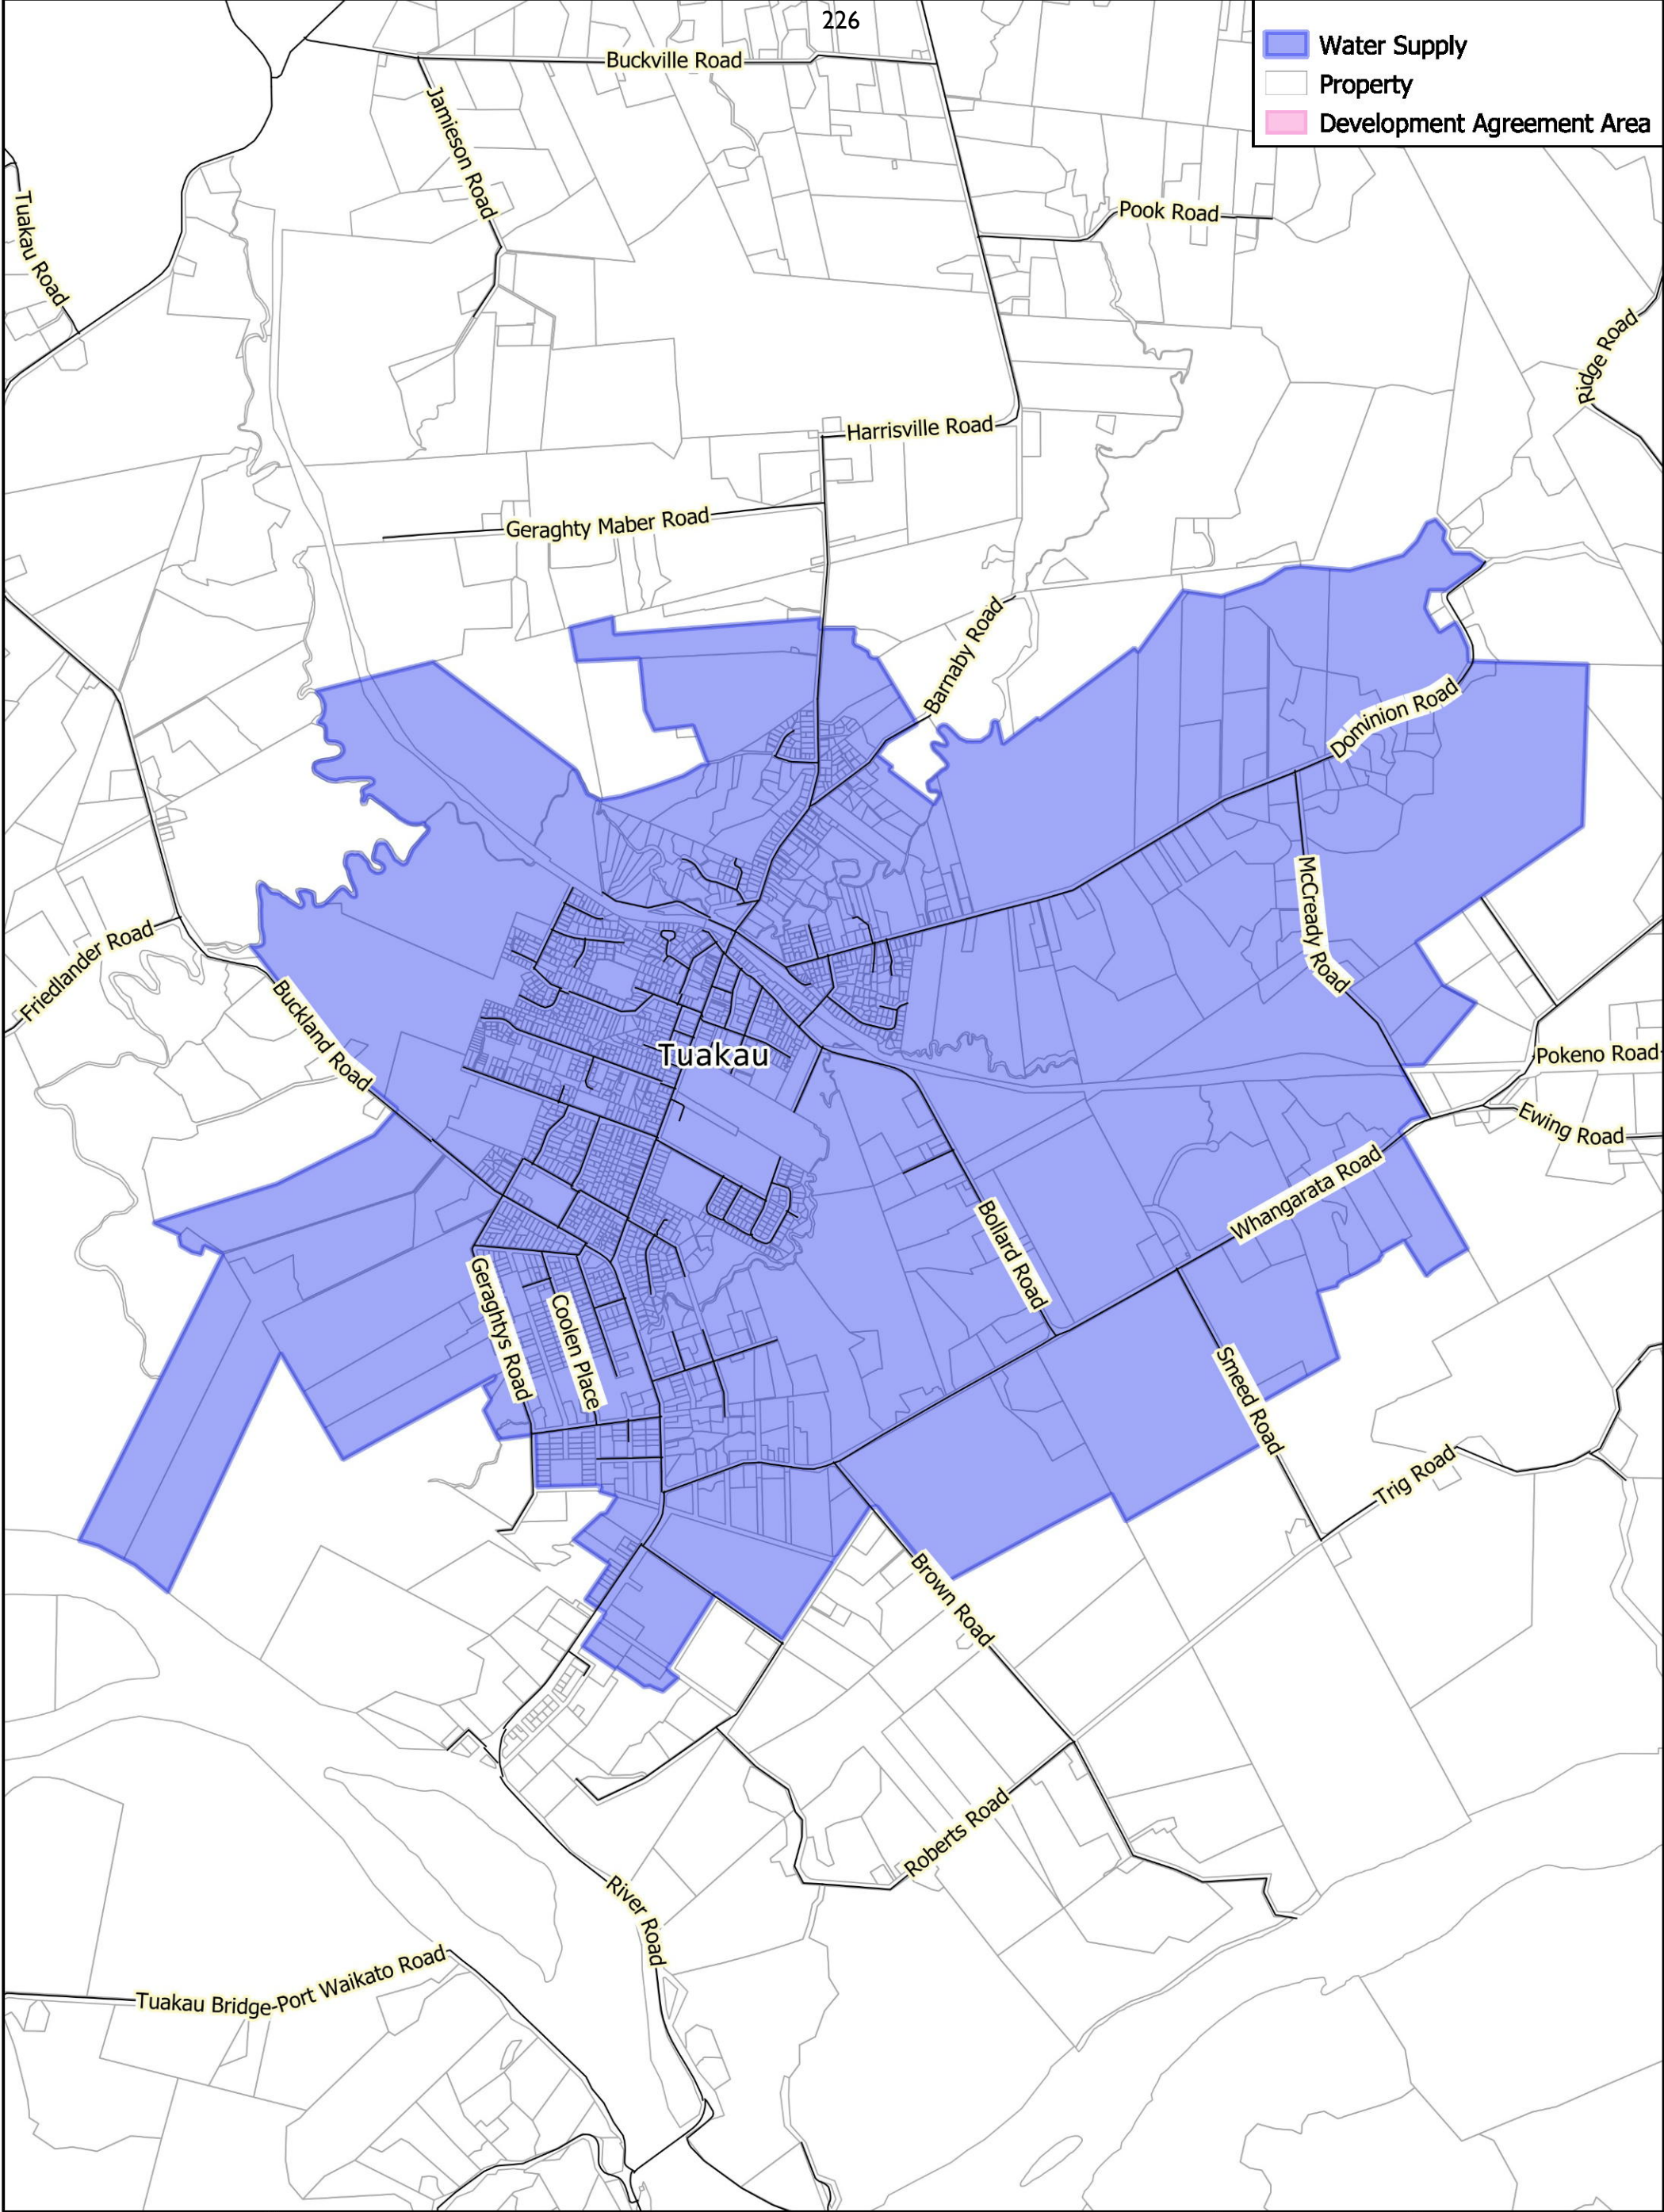 226
Water Supply
Property
Development Agreement Area
Buckville Road
Jamieson Road
Tuakau Road
Pook Road
Ridge Road
Harrisville Road
Geraghty Maber Road
Barnaby Road
Dominion Road
McCready Road
Friedlander Road
Buckland Road
Tuakau
Pokeno Road
Ewing Road
Whangarata Road
Bollard Road
Geraghtys Road
Coolen Place
Smeed Road
Trig Road
Brown Road
Roberts Road
River Road
Tuakau Bridge-Port Waikato Road